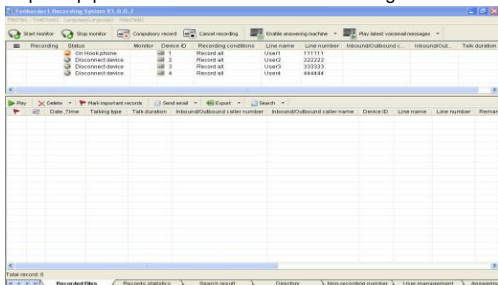 Recording System V1.0.0.7
Start monitor Stop monitor Compulsory record Cancel recording Enable answering machine Play latest voicemail messages
Recording Status Monitor Device ID Recording conditions Line name Line number Inbound/Outbound c... Inbound/Out... Talk duration
On Hook phone 1 Record all User1 111111
Disconnect device 2 Record all User2 222222
Disconnect device 3 Record all User3 333333
Disconnect device 4 Record all User4 444444
Play Delete Mark important records Send email Export Search
Date_Time Talking type Talk duration Inbound/Outbound caller number Inbound/Outbound caller name Device ID Line name Line number Remar
Total record: 0
Recorded Files Records statistics Search result Directory Non-recording number User management